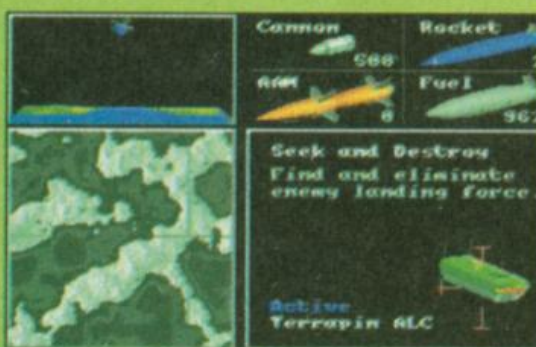 Cannon
500
Rocket
AAM
0
Fuel
Seek and Destroy
Find and eliminate
enemy landing force.
Active
Terrapin ALC